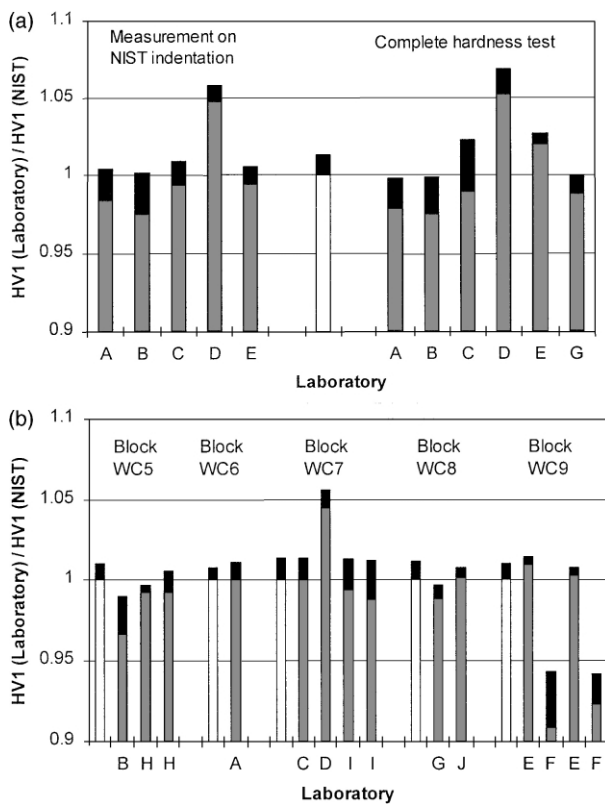 (a)
HV1 (Laboratory) / HV1 (NIST)
1.1
1.05
1
0.95
0.9
Measurement on
NIST indentation
Complete hardness test
A B C D E A B C D E G
Laboratory
(b)
HV1 (Laboratory) / HV1 (NIST)
1.1
1.05
1
0.95
0.9
Block
WC5
Block
WC6
Block
WC7
Block
WC8
Block
WC9
B H H A C D I I G J E F E F
Laboratory